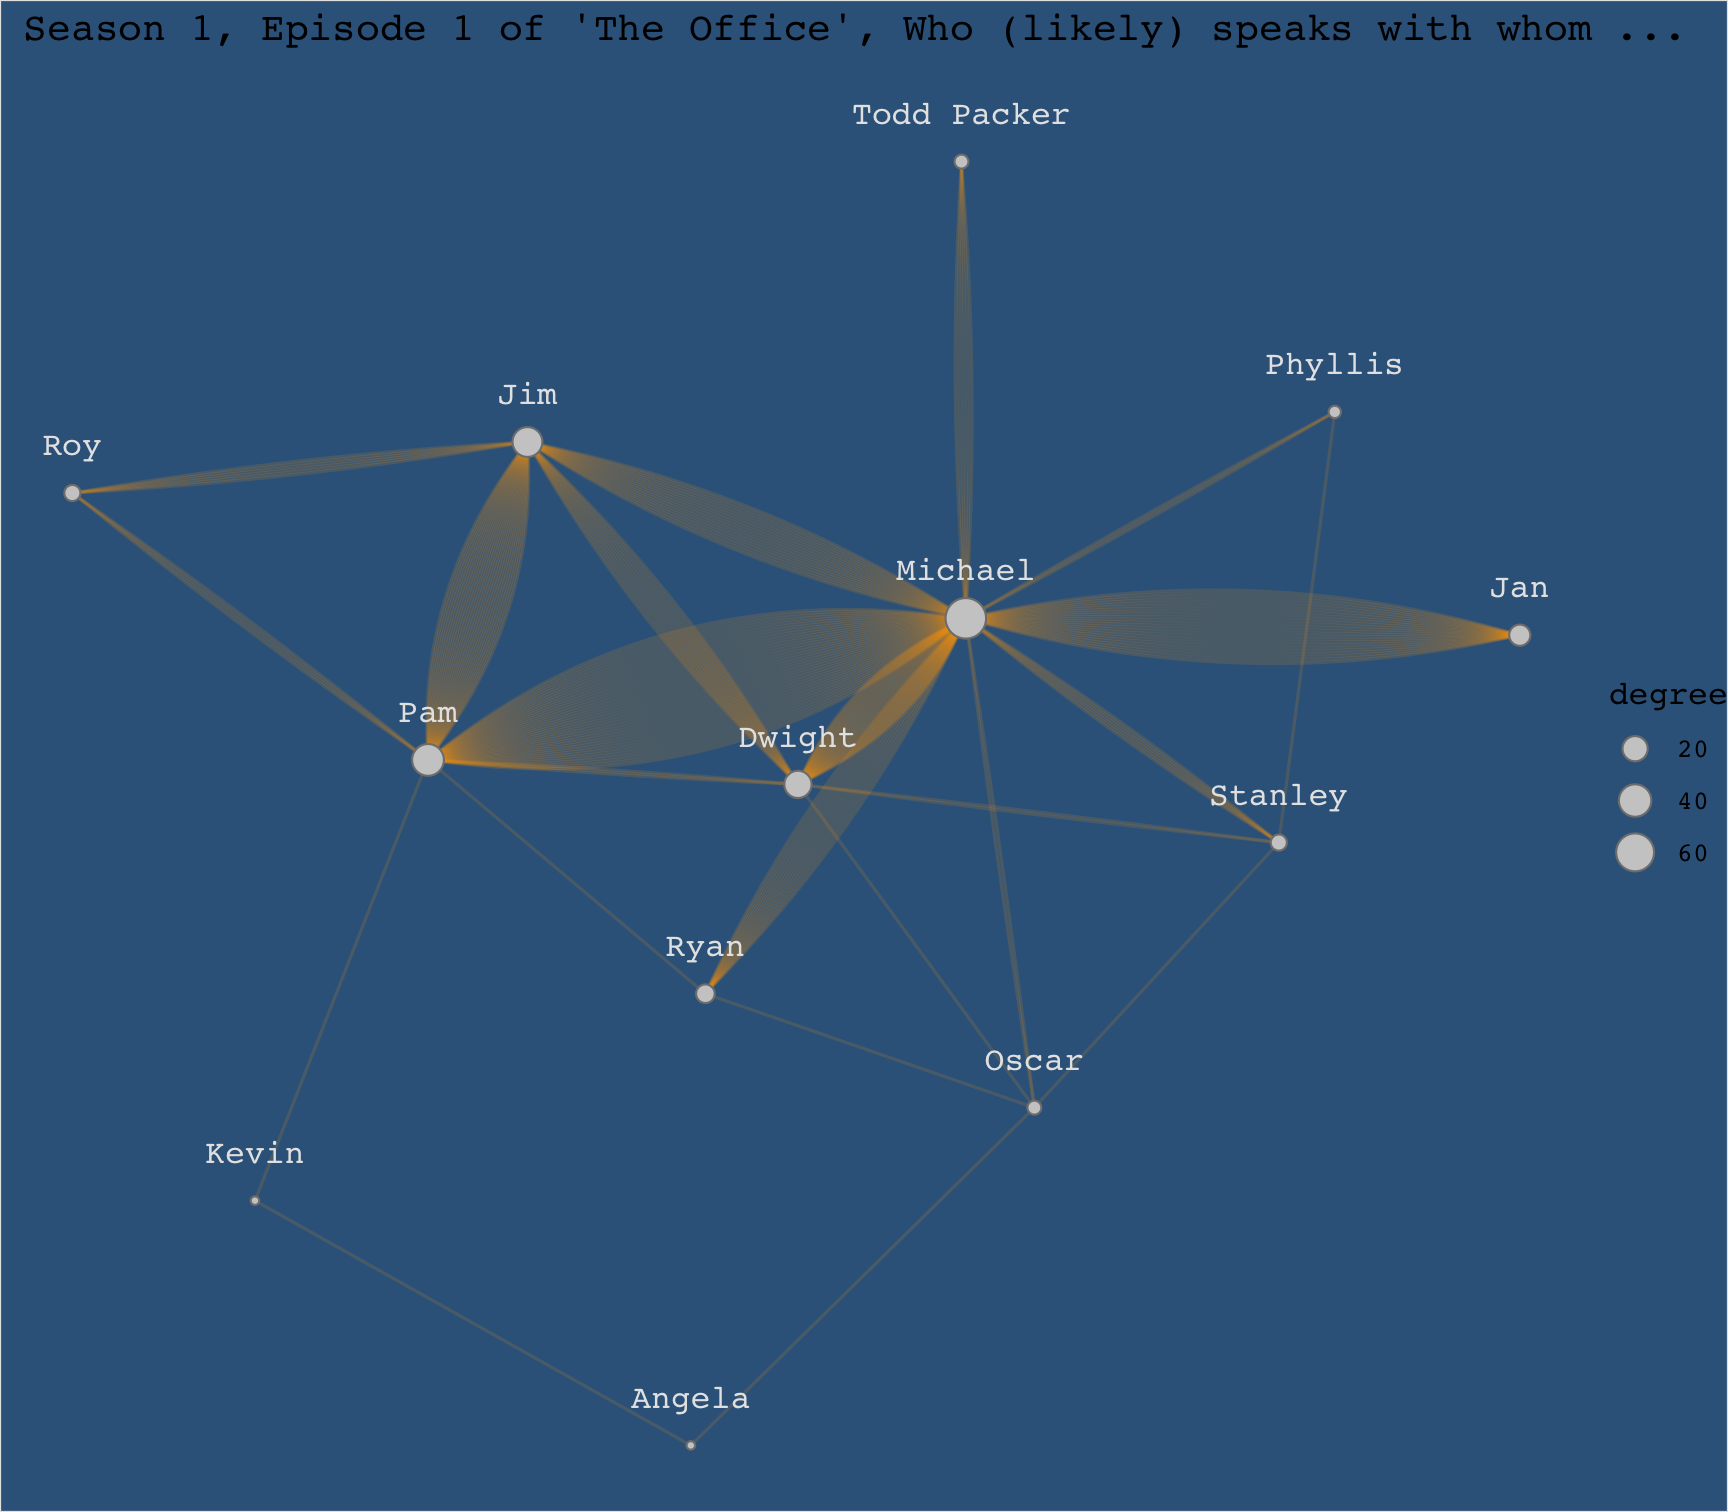 Season 1, Episode 1 of 'The Office', Who (likely) speaks with whom ...
Todd Packer
Phyllis
Jim
Roy
Michael
Jan
degree
Pam
Dwight
20
Stanley
40
60
Ryan
Oscar
Kevin
Angela